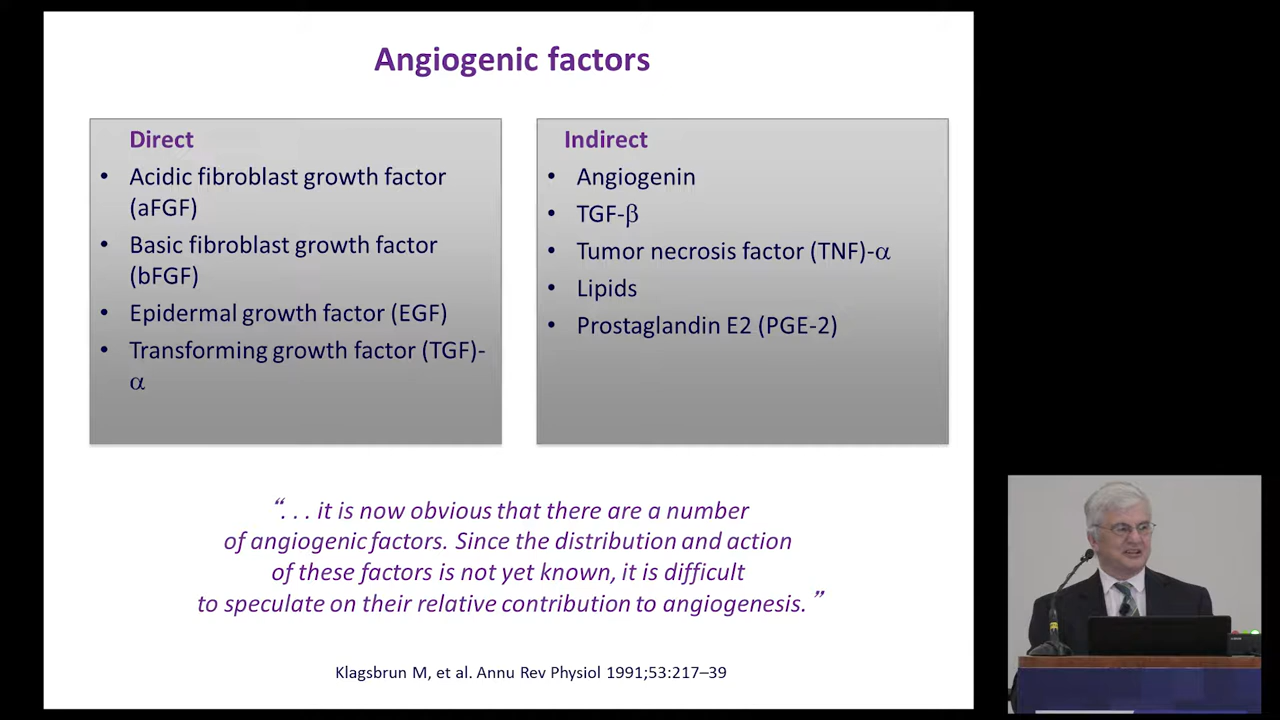 Angiogenic factors
Direct
• Acidic fibroblast growth factor
(aFGF)
• Basic fibroblast growth factor
(bFGF)
• Epidermal growth factor (EGF)
• Transforming growth factor (TGF)-
α
Indirect
• Angiogenin
• TGF-β
• Tumor necrosis factor (TNF)-α
• Lipids
• Prostaglandin E2 (PGE-2)
“. . . it is now obvious that there are a number
of angiogenic factors. Since the distribution and action
of these factors is not yet known, it is difficult
to speculate on their relative contribution to angiogenesis. ”
Klagsbrun M, et al. Annu Rev Physiol 1991;53:217–39